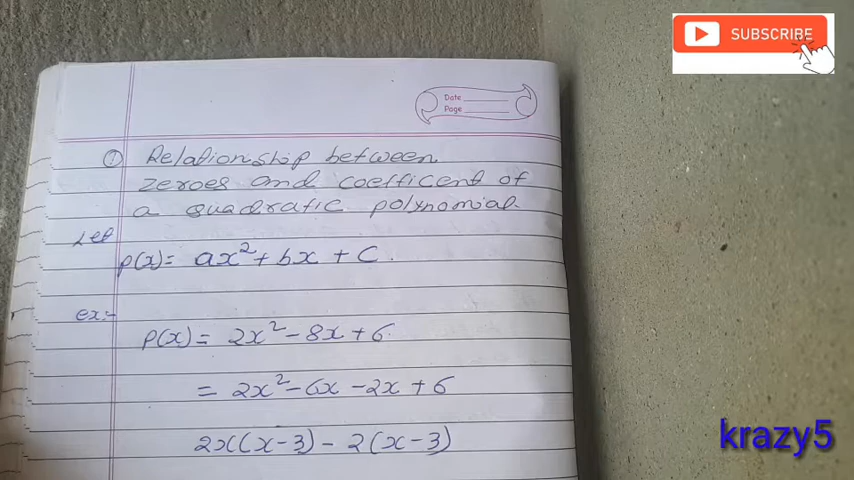 SUBSCRIBE
Date
Page
① Relationship between
zeroes and coefficent of
a quadratic polynomial.
Let
p(x) = ax² + bx + c.
ex:-
p(x) = 2x² - 8x + 6.
= 2x² - 6x - 2x + 6
2x(x-3) - 2(x-3)
krazy5